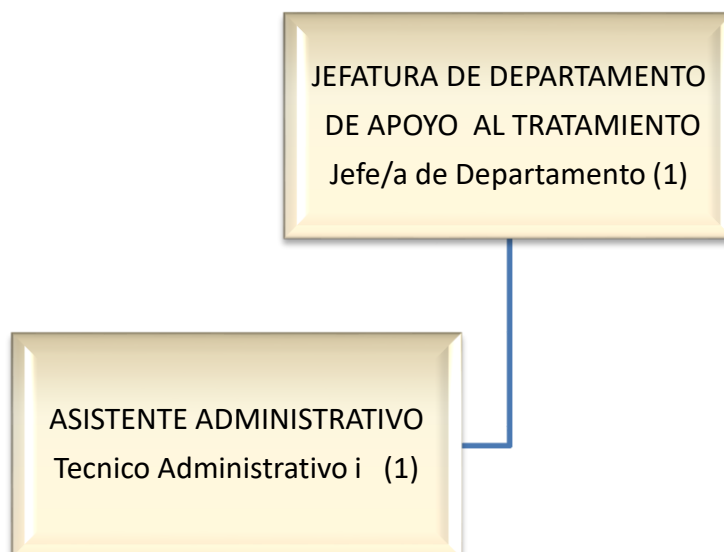 JEFATURA DE DEPARTAMENTO
DE APOYO  AL TRATAMIENTO
Jefe/a de Departamento (1)
ASISTENTE ADMINISTRATIVO
Tecnico Administrativo i   (1)